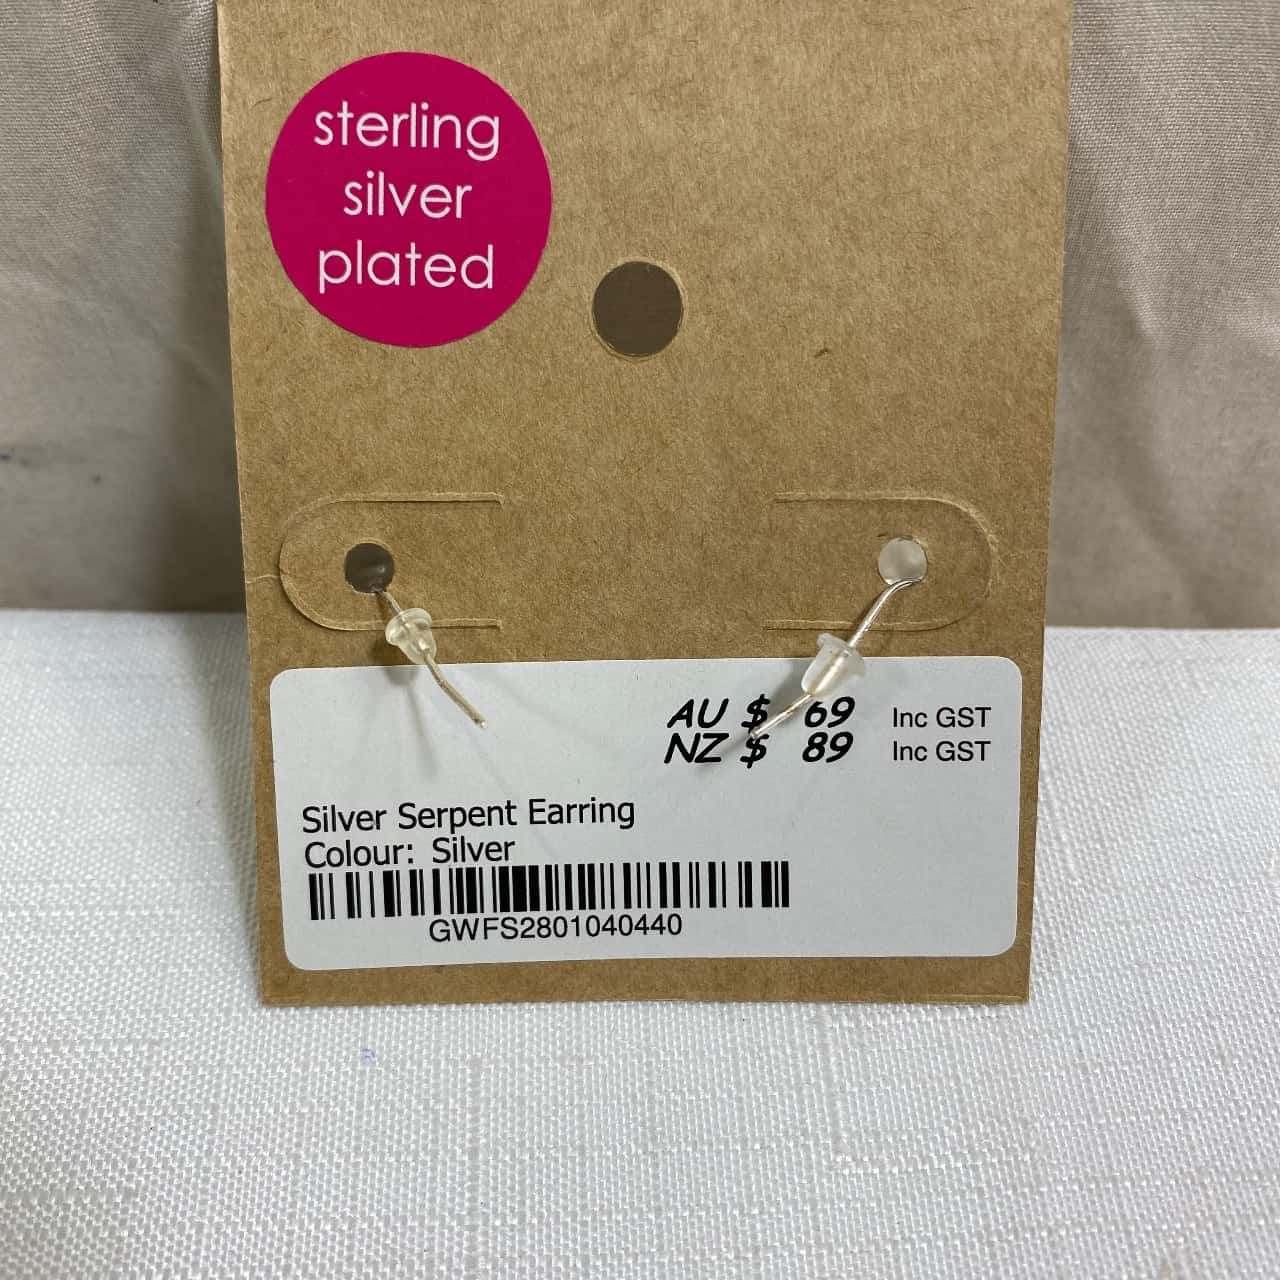 sterling
silver
plated
AU $ 69 Inc GST
NZ $ 89 Inc GST
Silver Serpent Earring
Colour: Silver
GWFS2801040440